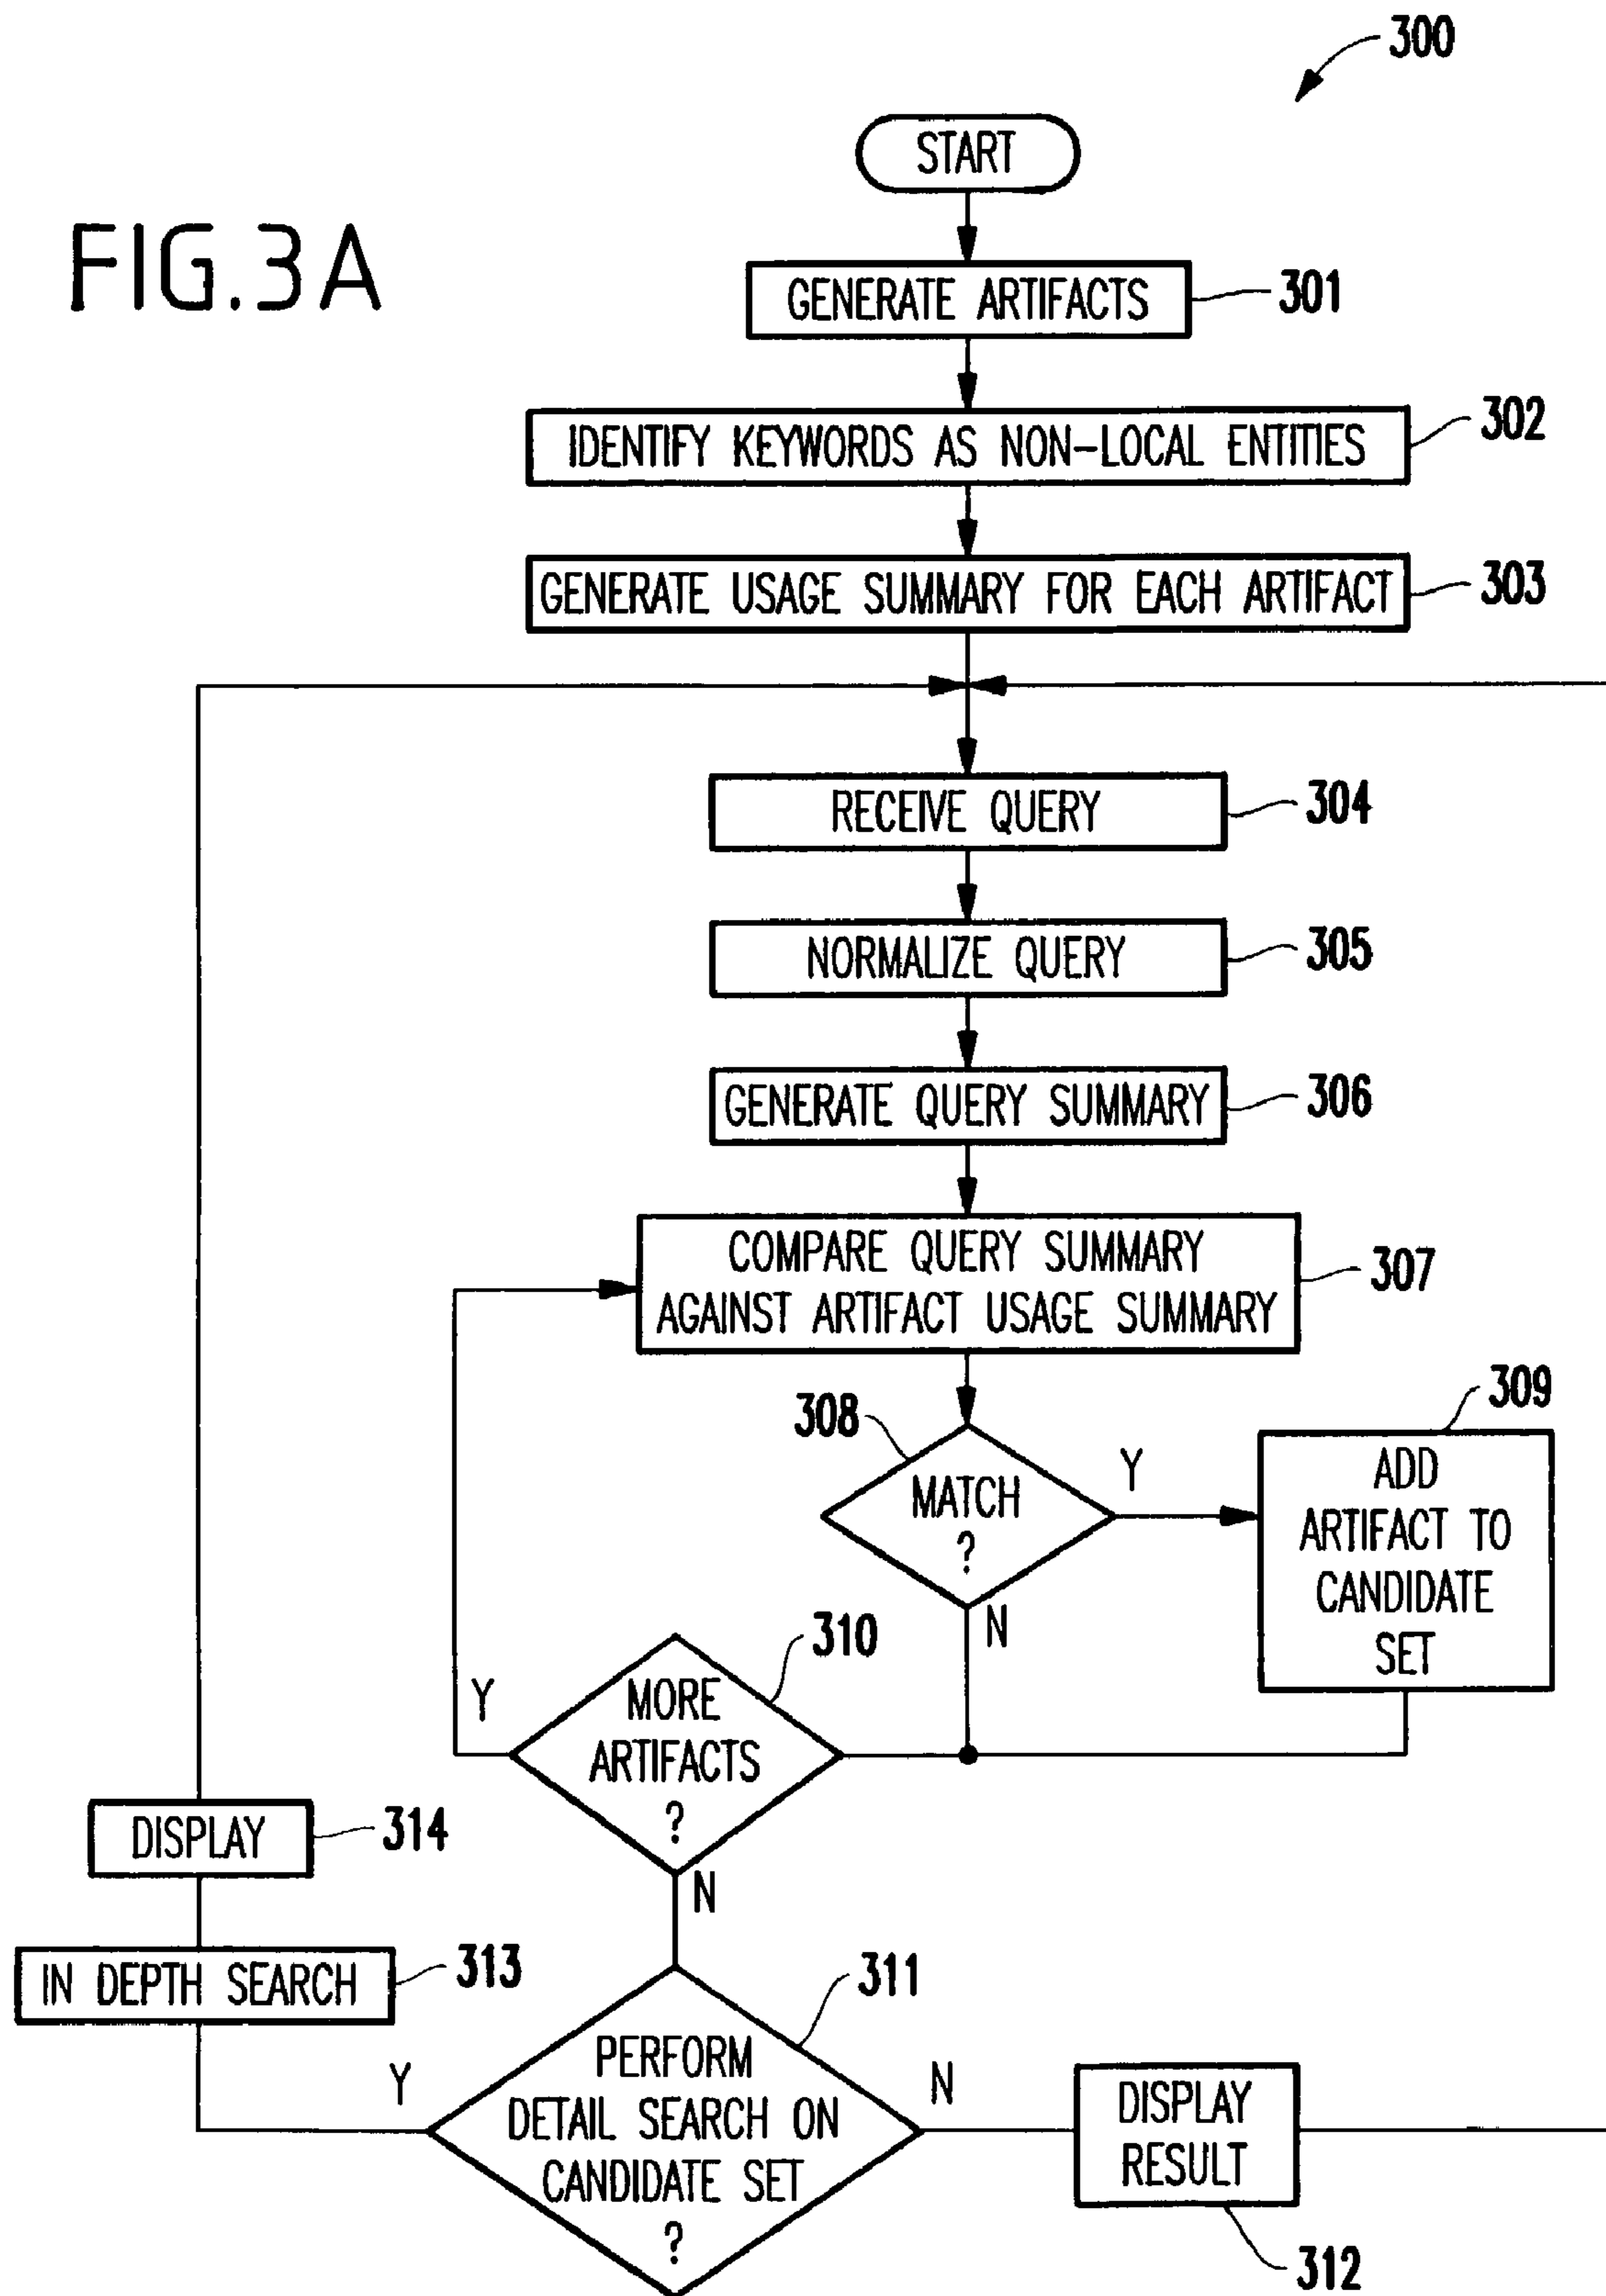 300
START
FIG.3A
GENERATE ARTIFACTS
301
IDENTIFY KEYWORDS AS NON-LOCAL ENTITIES
302
GENERATE USAGE SUMMARY FOR EACH ARTIFACT
303
RECEIVE QUERY
304
NORMALIZE QUERY
305
GENERATE QUERY SUMMARY
306
COMPARE QUERY SUMMARY
AGAINST ARTIFACT USAGE SUMMARY
307
308
MATCH
?
Y
N
309
ADD
ARTIFACT TO
CANDIDATE
SET
310
MORE
ARTIFACTS
?
Y
N
DISPLAY
314
IN DEPTH SEARCH
313
311
PERFORM
DETAIL SEARCH ON
CANDIDATE SET
?
Y
N
DISPLAY
RESULT
312